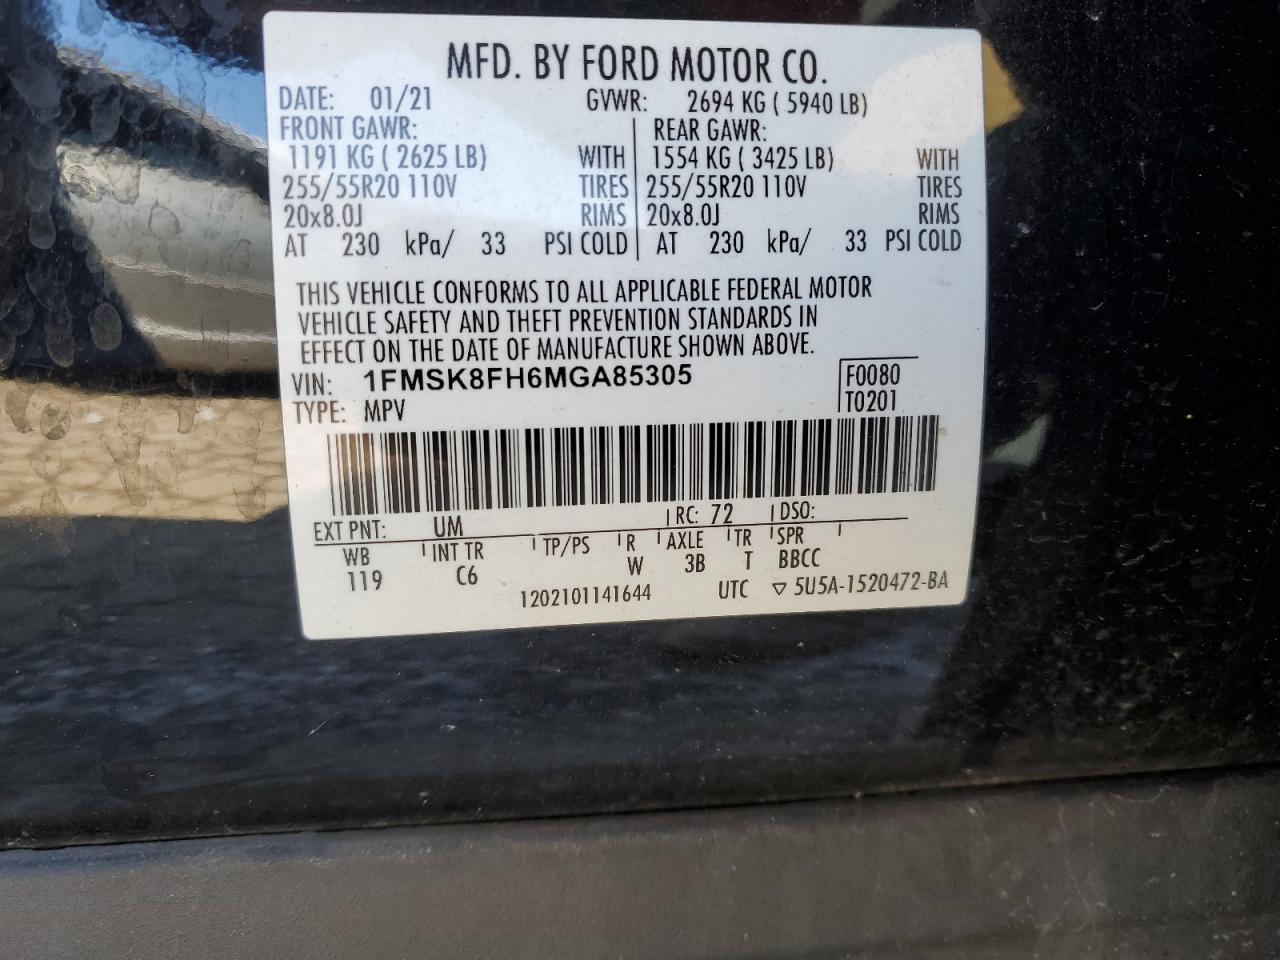 MFD. BY FORD MOTOR CO.
DATE: 01/21 GVWR: 2694 KG ( 5940 LB)
FRONT GAWR: REAR GAWR:
1191 KG ( 2625 LB) WITH 1554 KG ( 3425 LB) WITH
255/55R20 110V TIRES 255/55R20 110V TIRES
20x8.0J RIMS 20x8.0J RIMS
AT 230 kPa/ 33 PSI COLD AT 230 kPa/ 33 PSI COLD
THIS VEHICLE CONFORMS TO ALL APPLICABLE FEDERAL MOTOR
VEHICLE SAFETY AND THEFT PREVENTION STANDARDS IN
EFFECT ON THE DATE OF MANUFACTURE SHOWN ABOVE.
VIN: 1FMSK8FH6MGA85305 F0080
TYPE: MPV T0201
EXT PNT: UM RC: 72 DSO:
WB INT TR TP/PS R AXLE TR SPR
119 C6 W 3B T BBCC
1202101141644 UTC ▽ 5U5A-1520472-BA